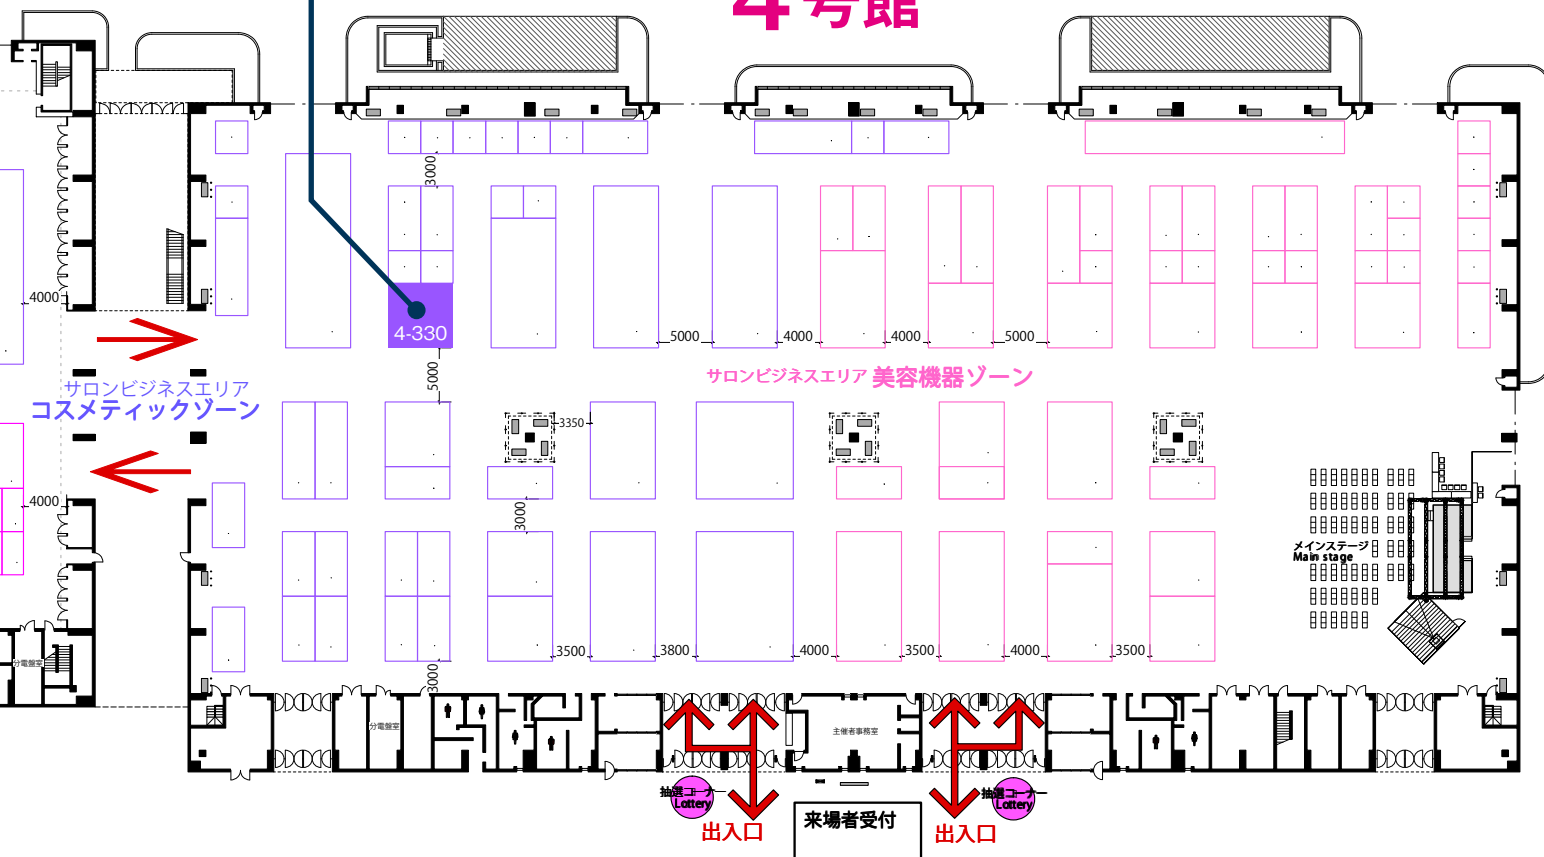 4号館
3000
4000
4-330
5000
4000
4000
5000
5000
サロンビジネスエリア
コスメティックゾーン
サロンビジネスエリア 美容機器ゾーン
3350
4000
3000
メインステージ
Main stage
3500
3800
4000
3500
4000
3500
3000
分電盤室
分電盤室
主催者事務室
抽選コーナー
Lottery
抽選コーナー
Lottery
来場者受付
出入口
出入口